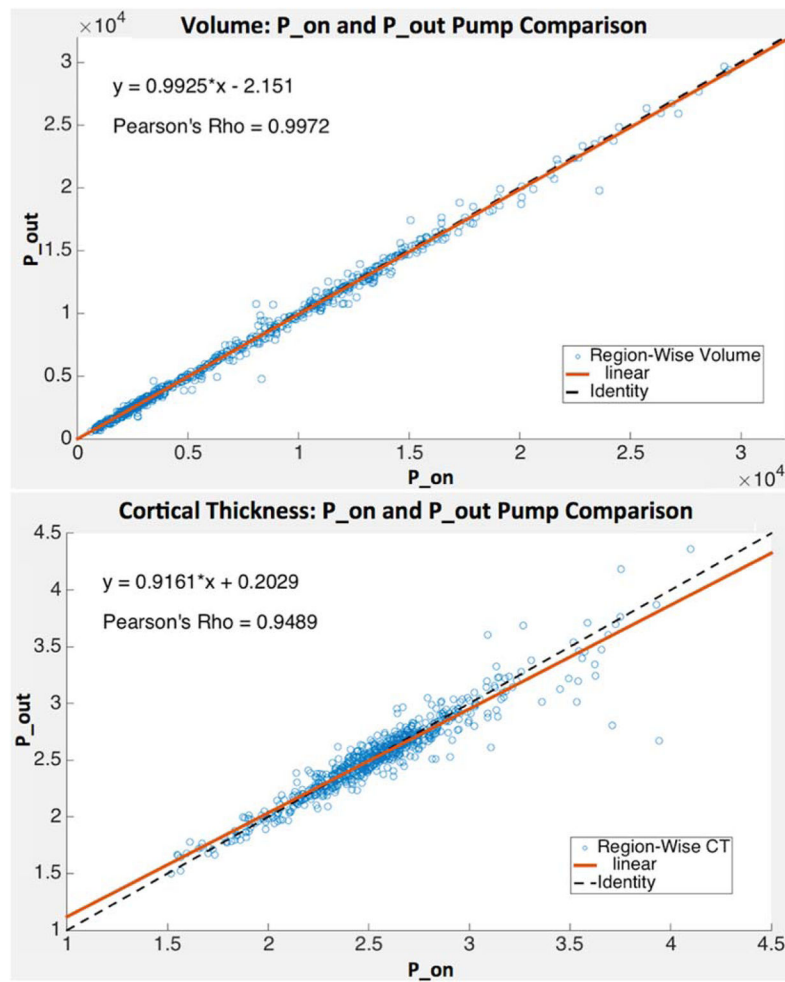 Volume: P_on and P_out Pump Comparison
×10⁴
3
2.5
2
1.5
1
0.5
0
y = 0.9925*x - 2.151
Pearson's Rho = 0.9972
P_out
Region-Wise Volume
linear
Identity
0 0.5 1 1.5 2 2.5 3
P_on
×10⁴
Cortical Thickness: P_on and P_out Pump Comparison
4.5
4
3.5
3
2.5
2
1.5
1
y = 0.9161*x + 0.2029
Pearson's Rho = 0.9489
P_out
Region-Wise CT
linear
Identity
1 1.5 2 2.5 3 3.5 4 4.5
P_on